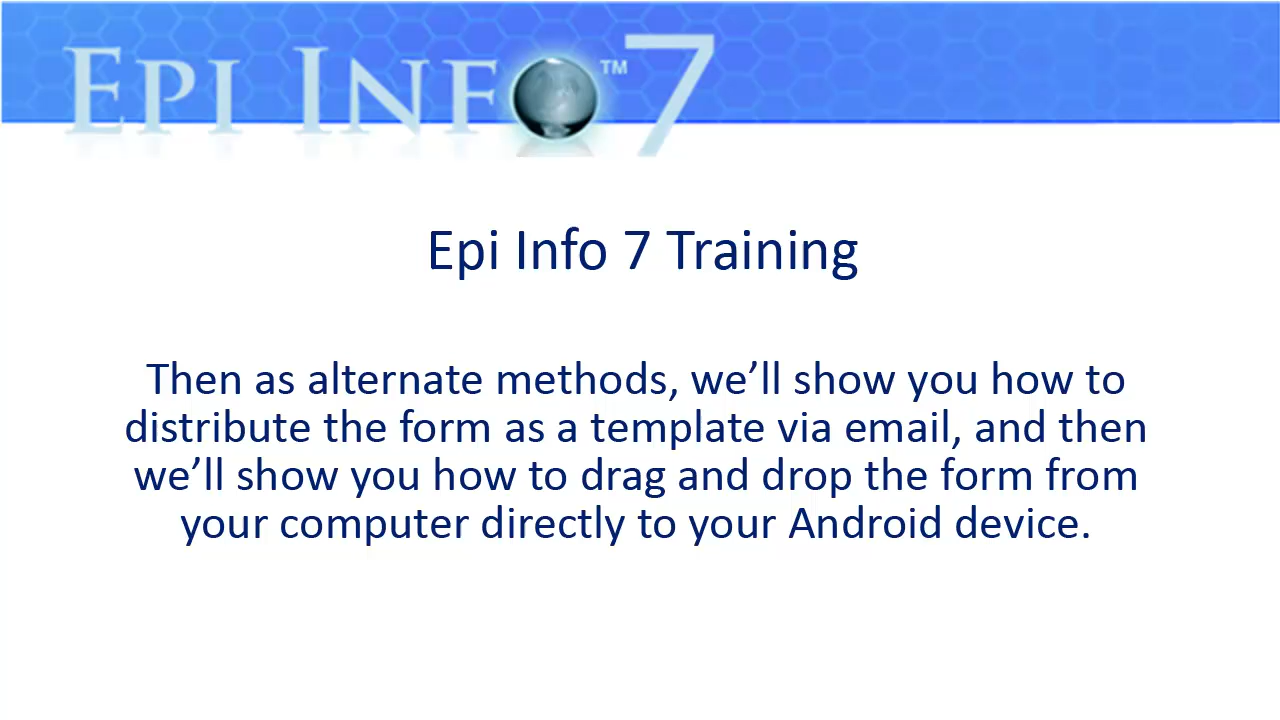 EPI INFO™ 7
Epi Info 7 Training
Then as alternate methods, we’ll show you how to
distribute the form as a template via email, and then
we’ll show you how to drag and drop the form from
your computer directly to your Android device.